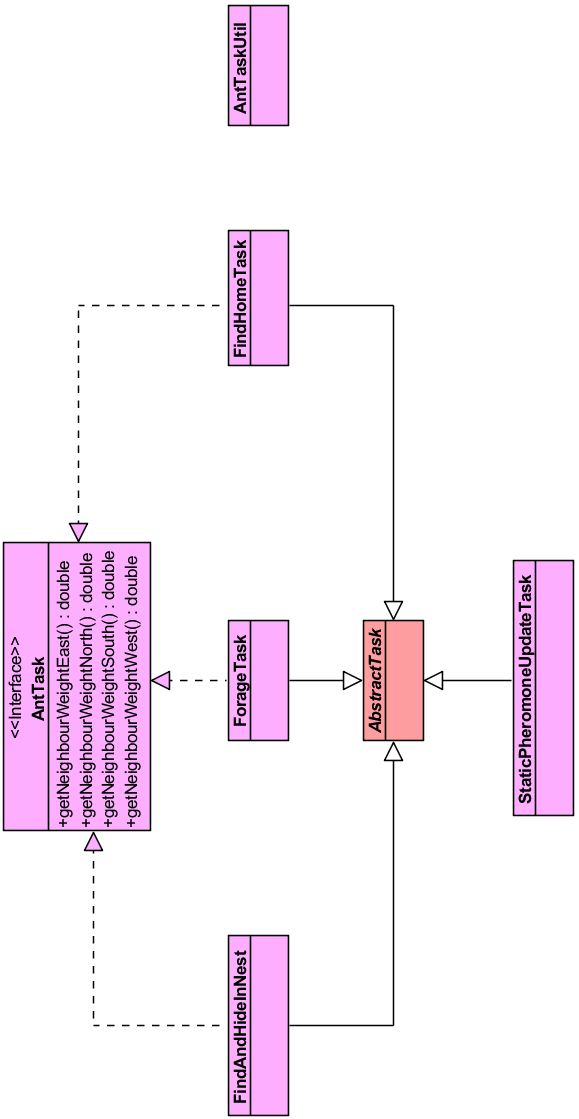 <<Interface>>
AntTask
+getNeighbourWeightEast() : double
+getNeighbourWeightNorth() : double
+getNeighbourWeightSouth() : double
+getNeighbourWeightWest() : double
FindAndHideInNest
ForageTask
FindHomeTask
AntTaskUtil
AbstractTask
StaticPheromoneUpdateTask